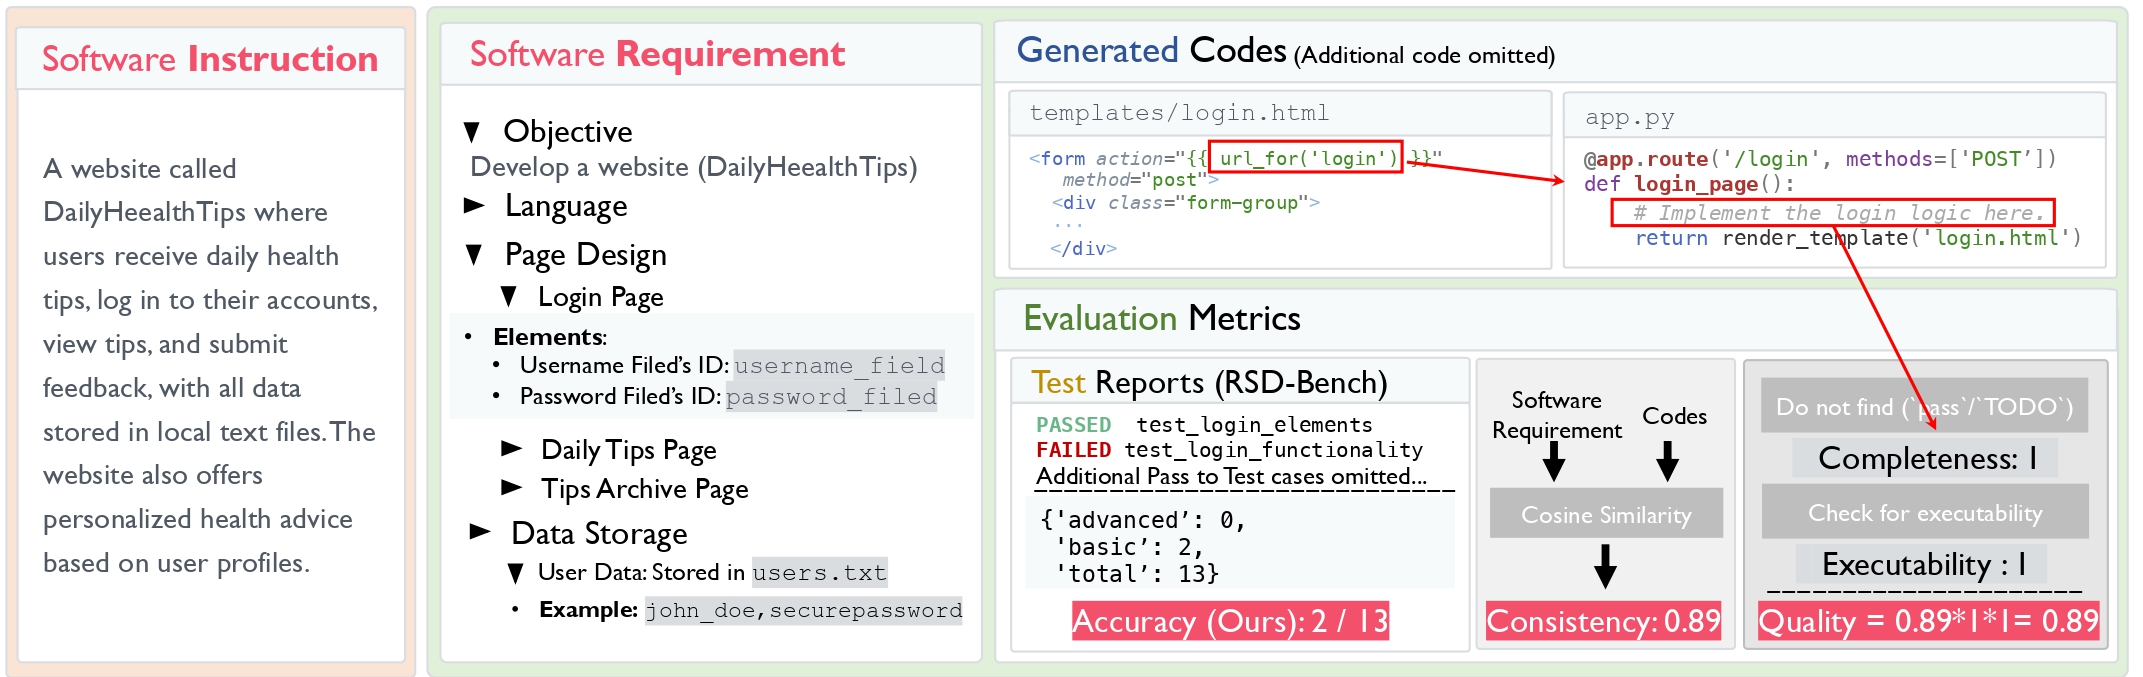 Software Instruction
A website called
DailyHeealthTips where
users receive daily health
tips, log in to their accounts,
view tips, and submit
feedback, with all data
stored in local text files. The
website also offers
personalized health advice
based on user profiles.
Software Requirement
▼ Objective
Develop a website (DailyHeealthTips)
► Language
▼ Page Design
▼ Login Page
• Elements:
• Username Filed's ID: username_field
• Password Filed's ID: password_filed
► Daily Tips Page
► Tips Archive Page
► Data Storage
▼ User Data: Stored in users.txt
• Example: john_doe,securepassword
Generated Codes (Additional code omitted)
templates/login.html
<form action="{{ url_for('login') }}"
method="post">
<div class="form-group">
...
</div>
app.py
@app.route('/login', methods=['POST’])
def login_page():
# Implement the login logic here.
return render_template('login.html')
Evaluation Metrics
Test Reports (RSD-Bench)
PASSED test_login_elements
FAILED test_login_functionality
Additional Pass to Test cases omitted...
{'advanced’: 0,
'basic’: 2,
'total’: 13}
Accuracy (Ours): 2 / 13
Software
Requirement
Codes
Cosine Similarity
Consistency: 0.89
Do not find (`pass`/`TODO`)
Completeness: 1
Check for executability
Executability : 1
Quality = 0.89*1*1= 0.89